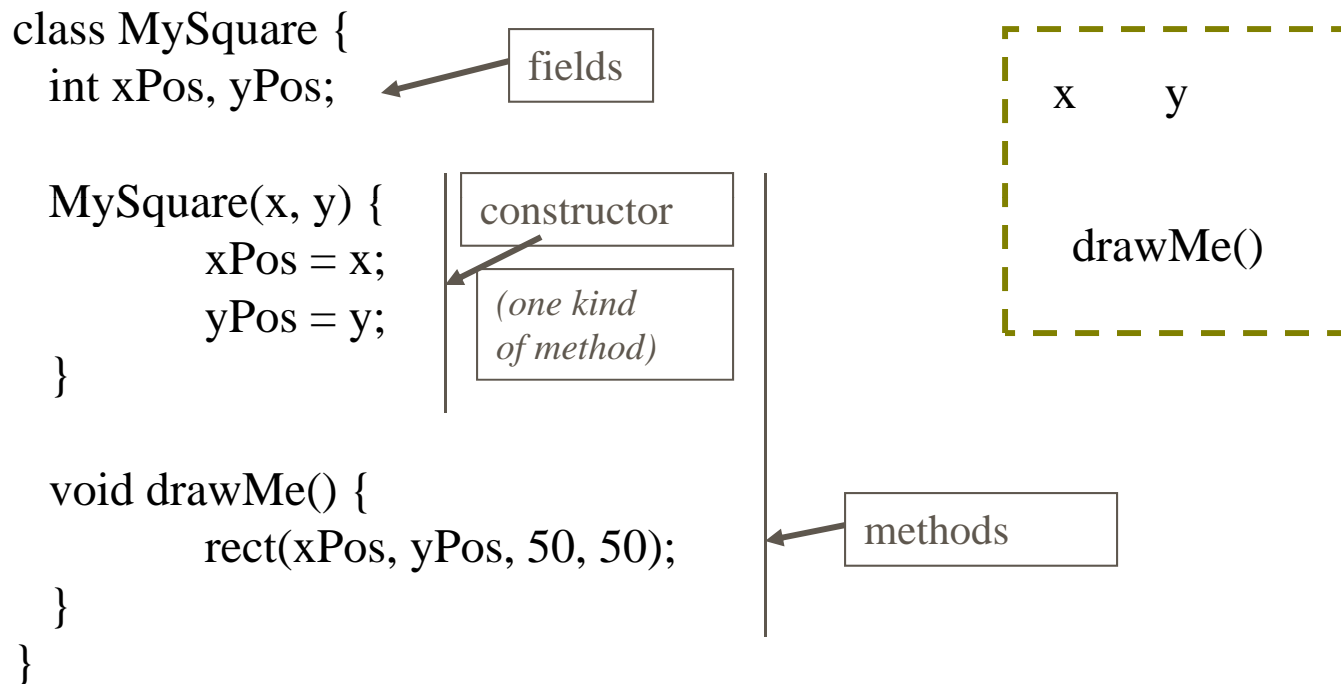 class MySquare {
int xPos, yPos;
fields
MySquare(x, y) {
xPos = x;
yPos = y;
}
constructor
(one kind
of method)
void drawMe() {
rect(xPos, yPos, 50, 50);
}
}
methods
x y
drawMe()